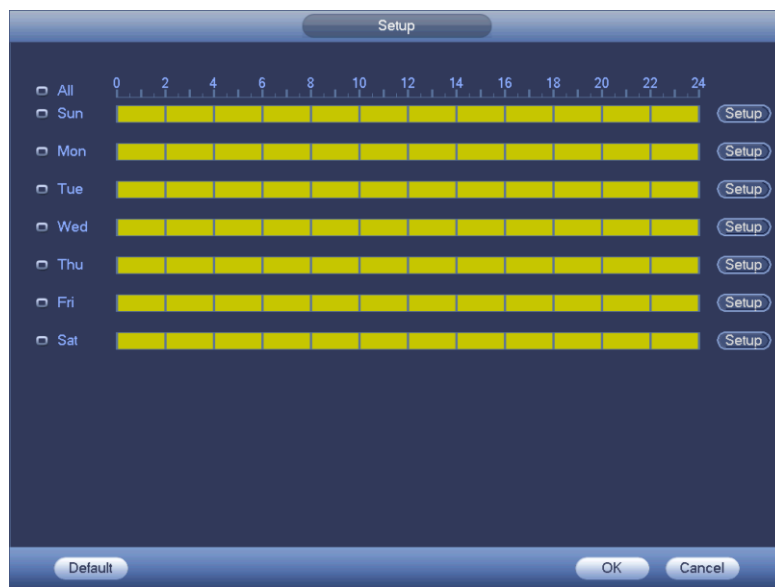 Setup
All 0 2 4 6 8 10 12 14 16 18 20 22 24
Sun Setup
Mon Setup
Tue Setup
Wed Setup
Thu Setup
Fri Setup
Sat Setup
Default OK Cancel